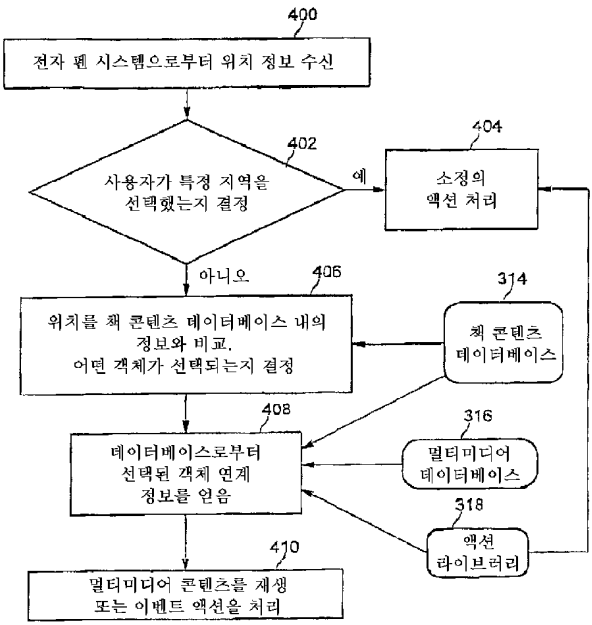 400
전자 펜 시스템으로부터 위치 정보 수신
402
사용자가 특정 지역을
선택했는지 결정
예
404
소정의
액션 처리
아니오
406
위치를 책 콘텐츠 데이터베이스 내의
정보와 비교.
어떤 객체가 선택되는지 결정
314
책 콘텐츠
데이터베이스
408
데이터베이스로부터
선택된 객체 연계
정보를 얻음
316
멀티미디어
데이터베이스
318
액션
라이브러리
410
멀티미디어 콘텐츠를 재생
또는 이벤트 액션을 처리